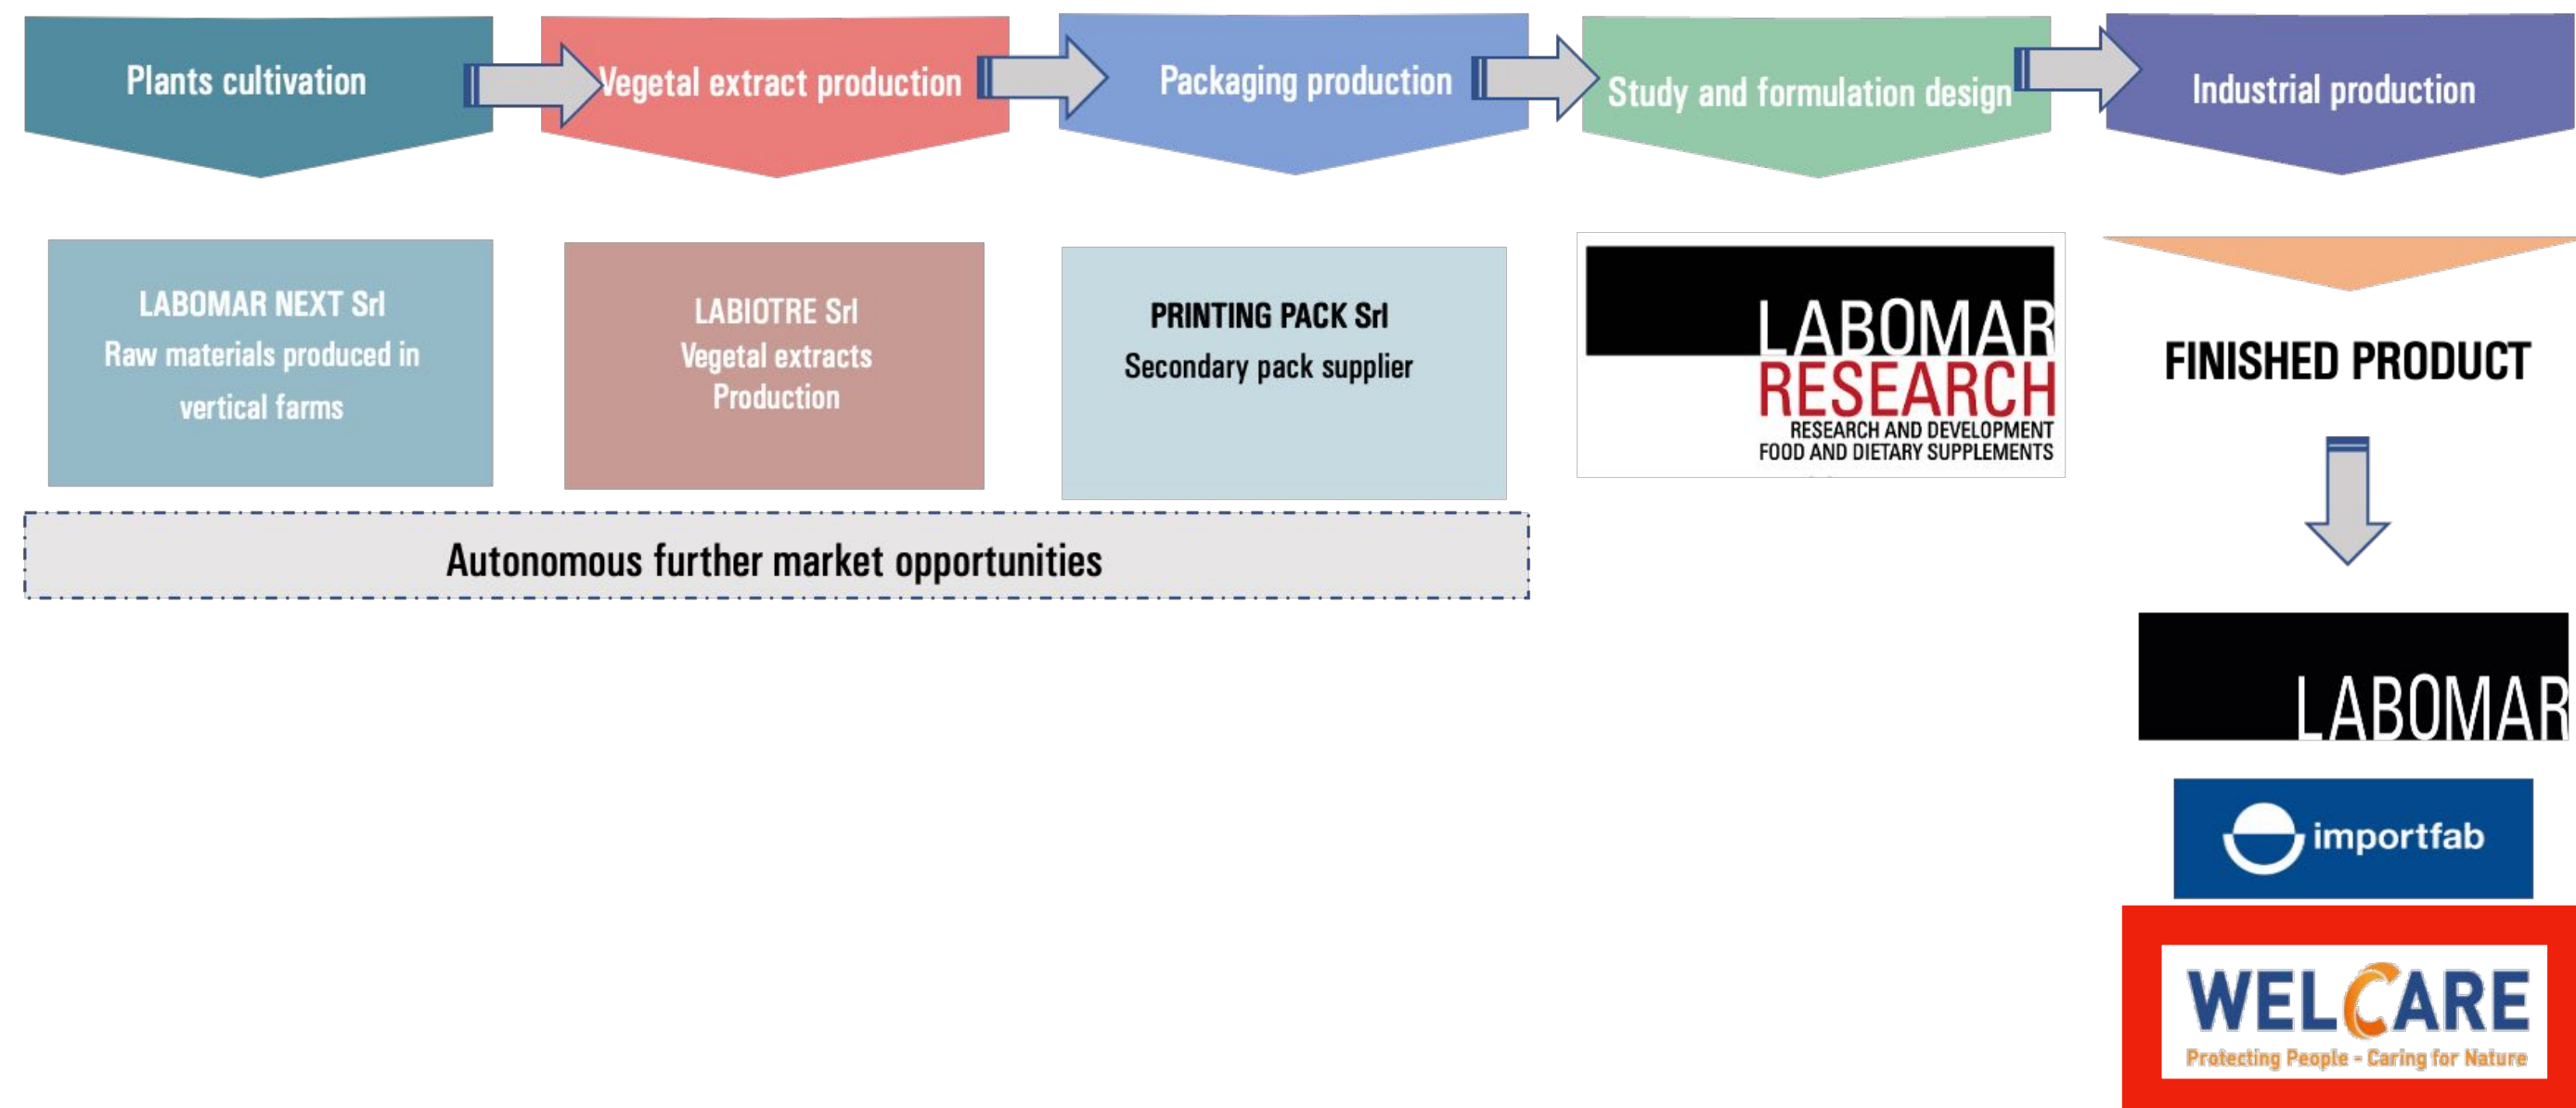 Plants cultivation
Vegetal extract production
Packaging production
Study and formulation design
Industrial production
LABOMAR NEXT Srl
Raw materials produced in
vertical farms
LABIOTRE Srl
Vegetal extracts
Production
PRINTING PACK Srl
Secondary pack supplier
LABOMAR
RESEARCH
RESEARCH AND DEVELOPMENT
FOOD AND DIETARY SUPPLEMENTS
FINISHED PRODUCT
Autonomous further market opportunities
LABOMAR
importfab
WELCARE
Protecting People - Caring for Nature